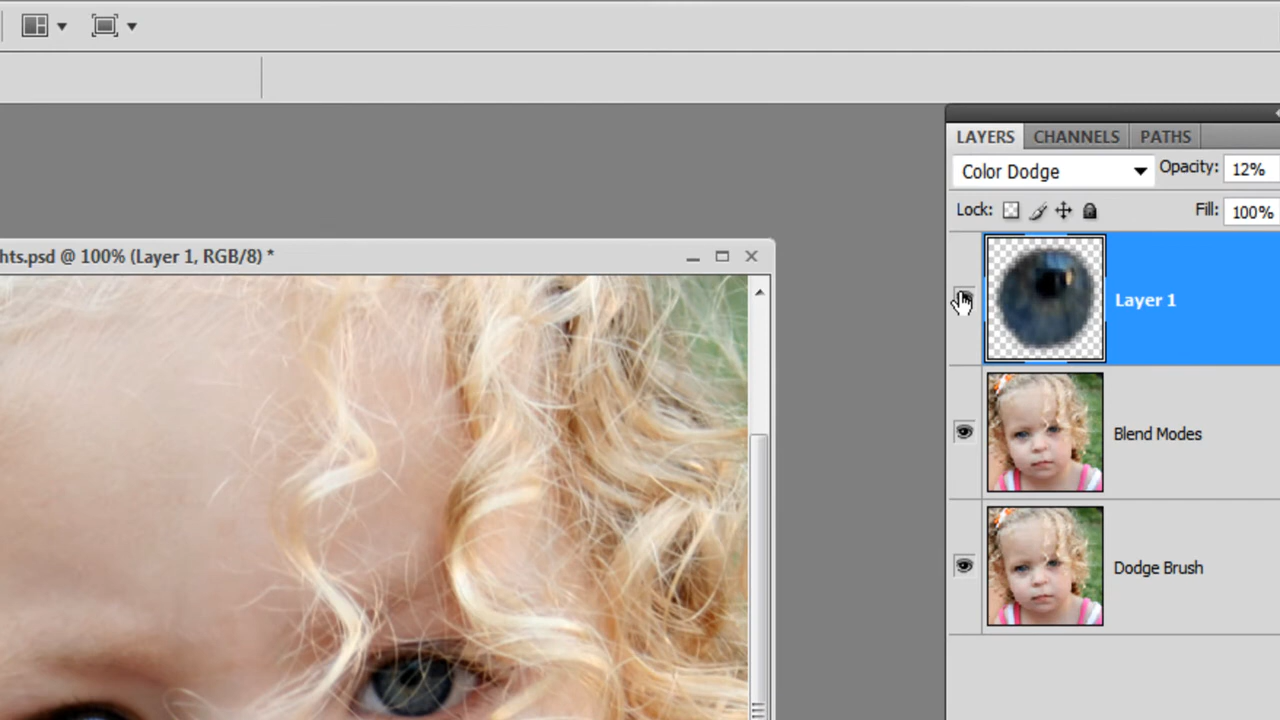 LAYERS CHANNELS PATHS
Color Dodge Opacity: 12%
Lock: Fill: 100%
hts.psd @ 100% (Layer 1, RGB/8) *
Layer 1
Blend Modes
Dodge Brush